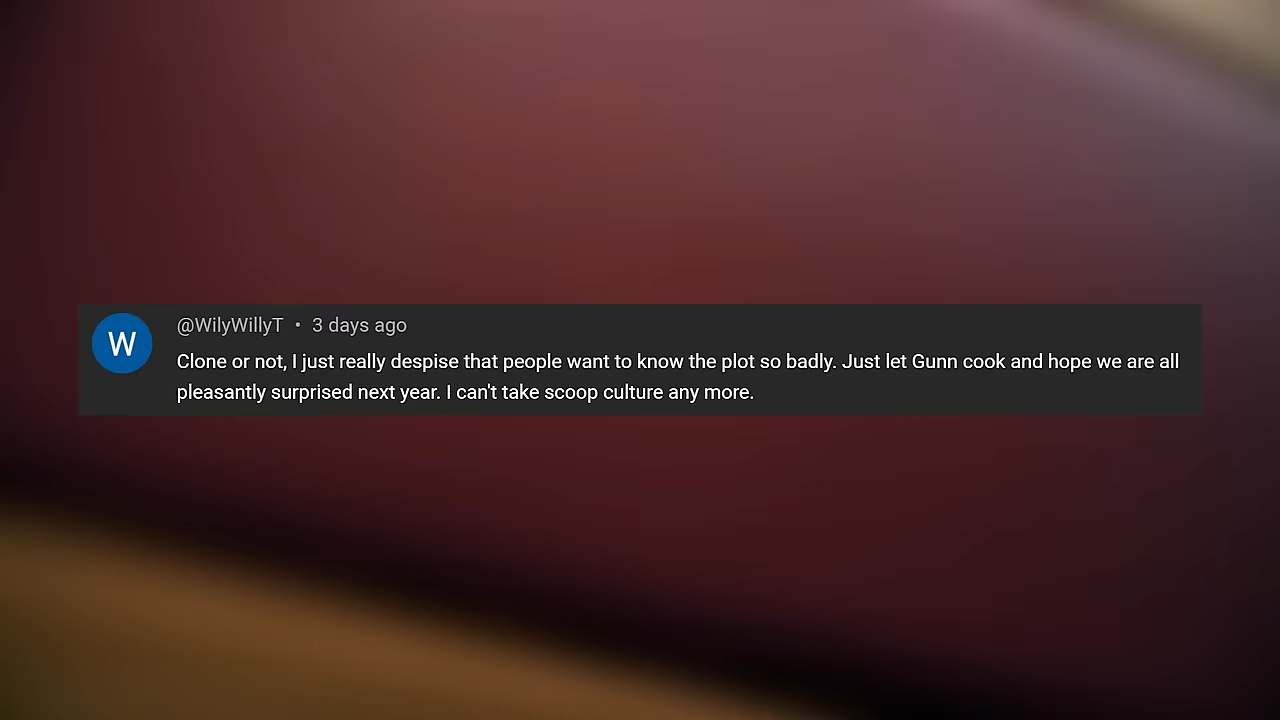 W
@WilyWillyT • 3 days ago
Clone or not, I just really despise that people want to know the plot so badly. Just let Gunn cook and hope we are all
pleasantly surprised next year. I can't take scoop culture any more.